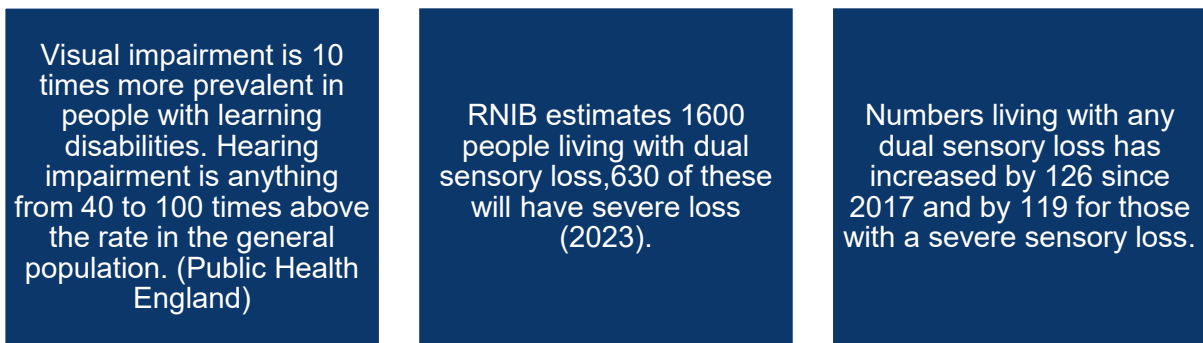 Visual impairment is 10
times more prevalent in
people with learning
disabilities. Hearing
impairment is anything
from 40 to 100 times above
the rate in the general
population. (Public Health
England)
RNIB estimates 1600
people living with dual
sensory loss,630 of these
will have severe loss
(2023).
Numbers living with any
dual sensory loss has
increased by 126 since
2017 and by 119 for those
with a severe sensory loss.